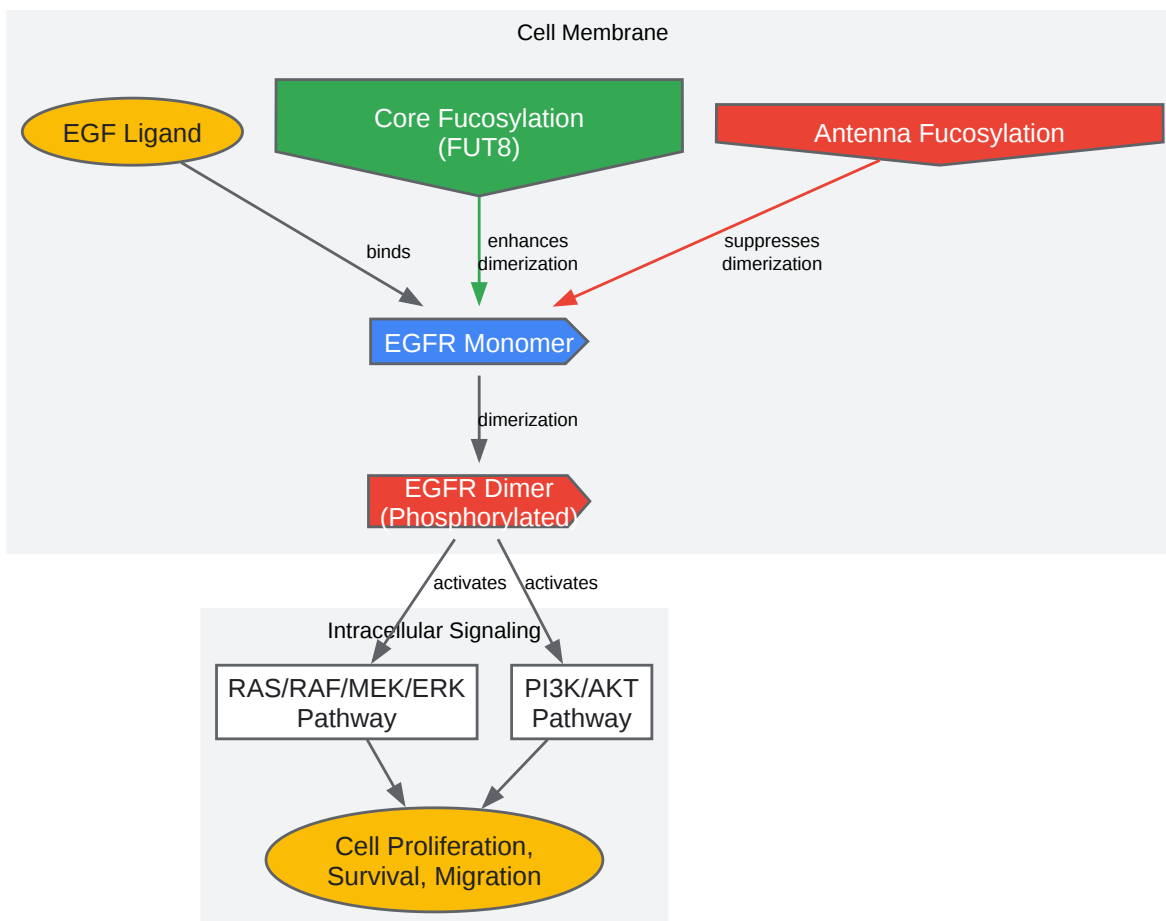 Cell Membrane
EGF Ligand
Core Fucosylation
(FUT8)
Antenna Fucosylation
binds
enhances
dimerization
suppresses
dimerization
EGFR Monomer
dimerization
EGFR Dimer
(Phosphorylated)
activates
activates
Intracellular Signaling
RAS/RAF/MEK/ERK
Pathway
PI3K/AKT
Pathway
Cell Proliferation,
Survival, Migration